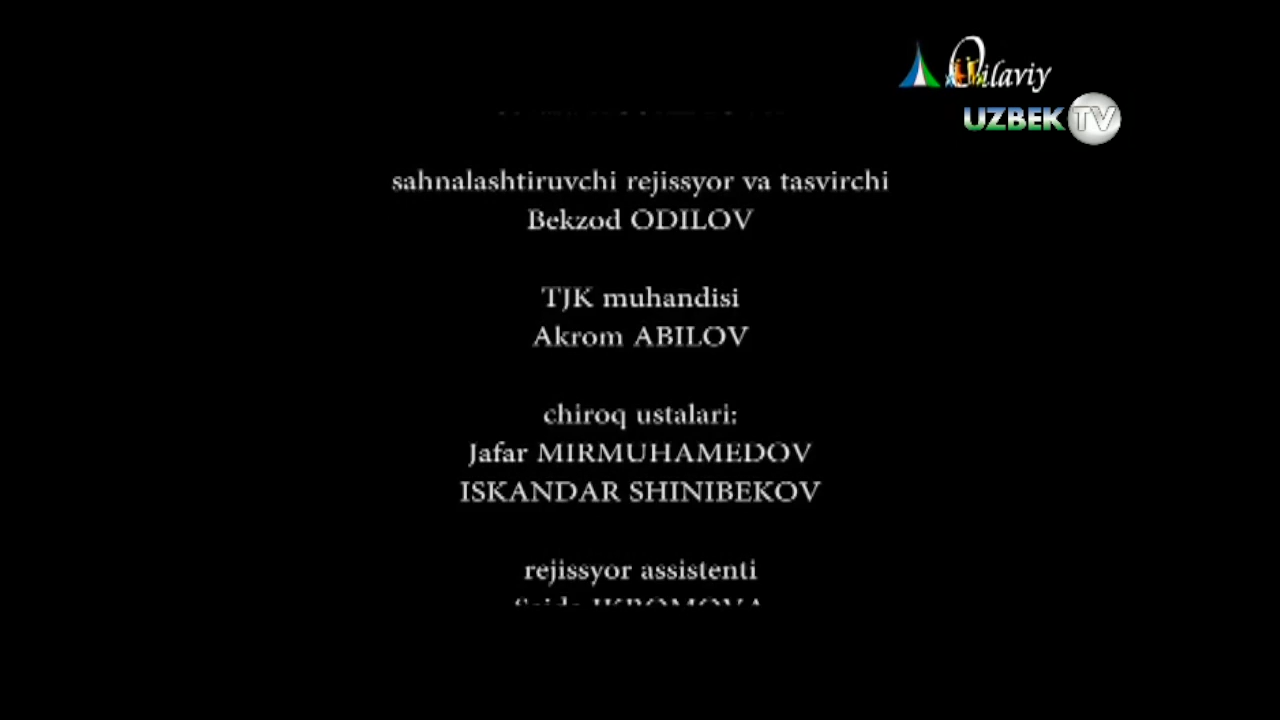 Oilaviy
UZBEK TV
sahnalashtiruvchi rejissyor va tasvirchi
Bekzod ODILOV
TJK muhandisi
Akrom ABILOV
chiroq ustalari:
Jafar MIRMUHAMEDOV
ISKANDAR SHINIBEKOV
rejissyor assistenti